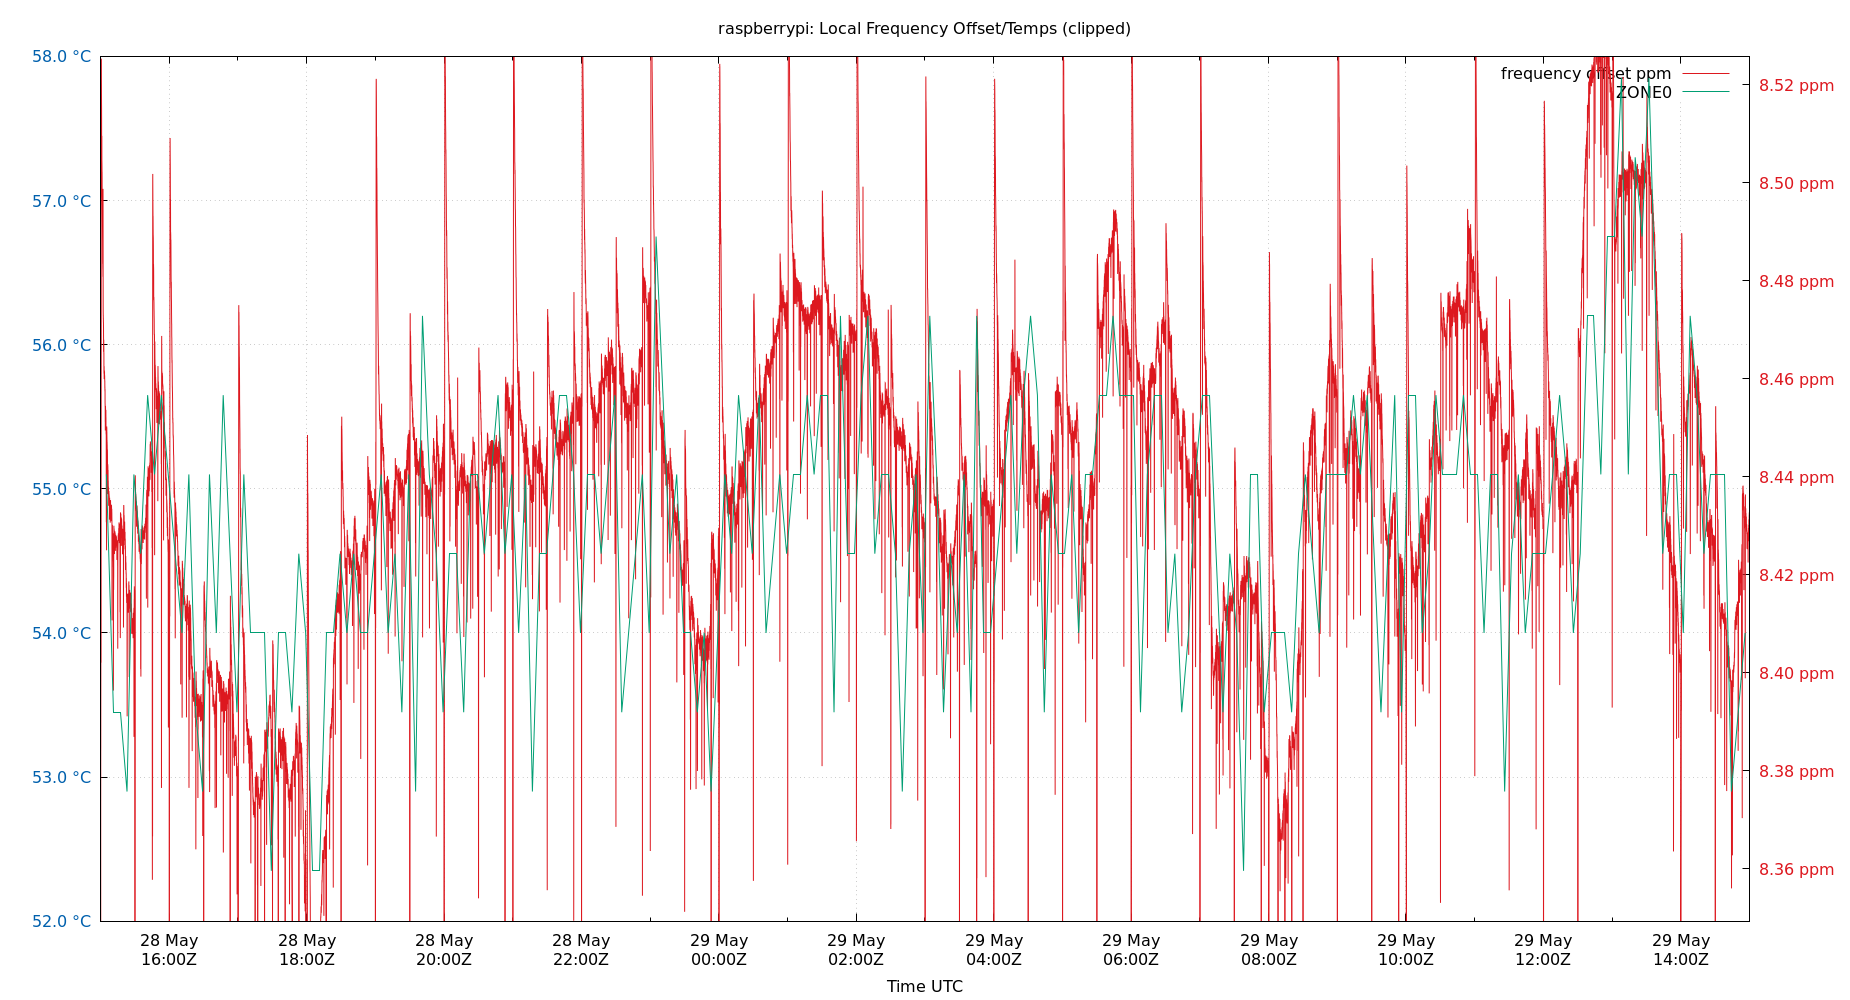 raspberrypi: Local Frequency Offset/Temps (clipped)
58.0 °C
57.0 °C
56.0 °C
55.0 °C
54.0 °C
53.0 °C
52.0 °C
frequency offset ppm
ZONE0
8.52 ppm
8.50 ppm
8.48 ppm
8.46 ppm
8.44 ppm
8.42 ppm
8.40 ppm
8.38 ppm
8.36 ppm
28 May 28 May 28 May 28 May 29 May 29 May 29 May 29 May 29 May 29 May 29 May 29 May
16:00Z 18:00Z 20:00Z 22:00Z 00:00Z 02:00Z 04:00Z 06:00Z 08:00Z 10:00Z 12:00Z 14:00Z
Time UTC